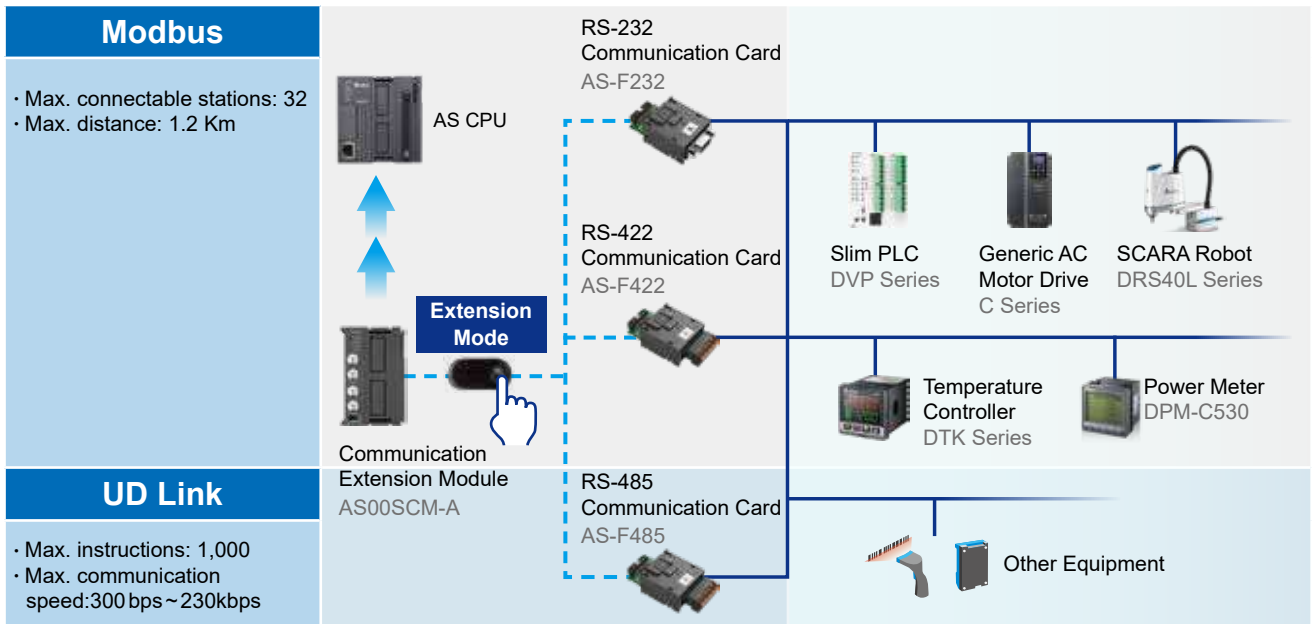 Modbus
· Max. connectable stations: 32
· Max. distance: 1.2 Km
AS CPU
RS-232
Communication Card
AS-F232
Slim PLC
DVP Series
Generic AC
Motor Drive
C Series
SCARA Robot
DRS40L Series
RS-422
Communication Card
AS-F422
Extension
Mode
Temperature
Controller
DTK Series
Power Meter
DPM-C530
Communication
Extension Module
AS00SCM-A
UD Link
· Max. instructions: 1,000
· Max. communication
speed:300 bps ~ 230kbps
RS-485
Communication Card
AS-F485
Other Equipment